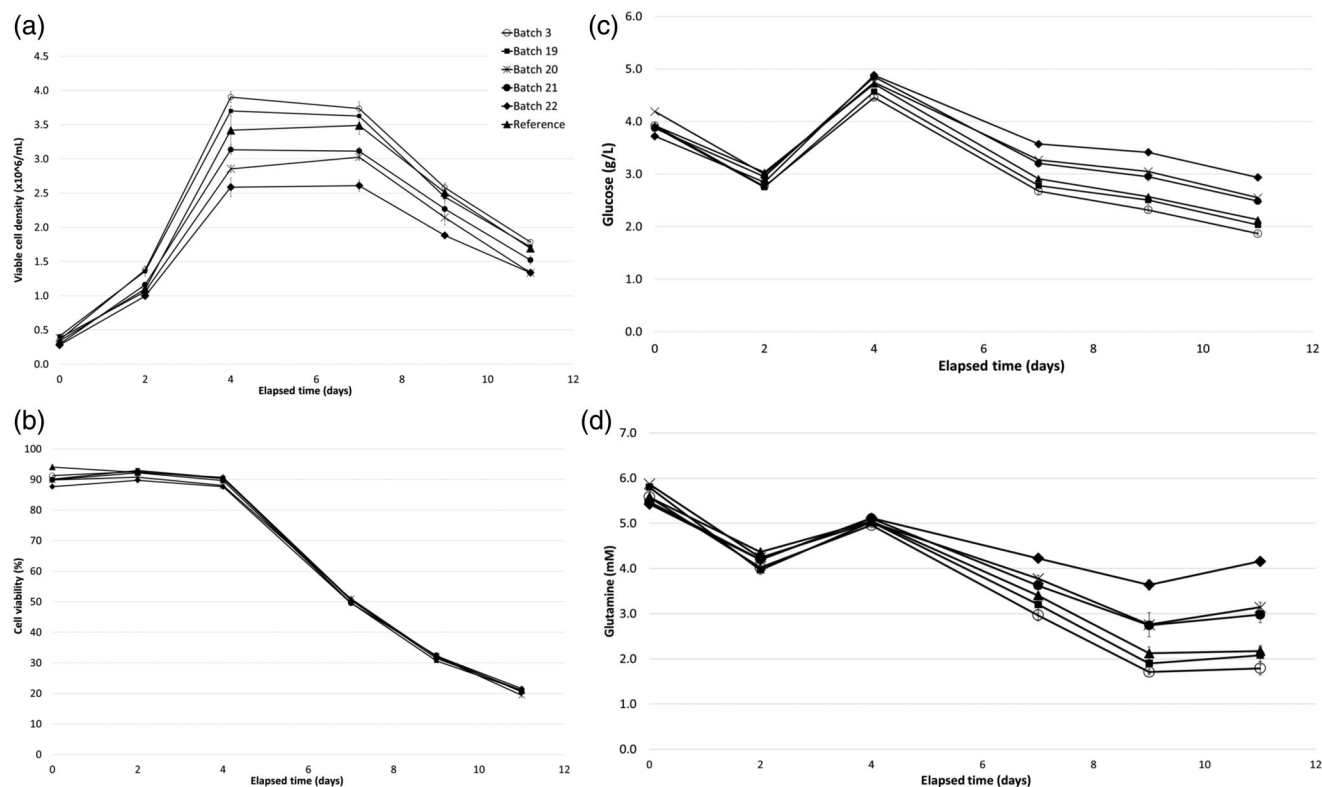 (a)
Viable cell density (x10^6/mL)
4.5
4.0
3.5
3.0
2.5
2.0
1.5
1.0
0.5
0.0
0 2 4 6 8 10 12
Elapsed time (days)
Batch 3
Batch 19
Batch 20
Batch 21
Batch 22
Reference
(c)
Glucose (g/L)
6.0
5.0
4.0
3.0
2.0
1.0
0.0
0 2 4 6 8 10 12
Elapsed time (days)
(b)
Cell viability (%)
100
90
80
70
60
50
40
30
20
10
0
0 2 4 6 8 10 12
Elapsed time (days)
(d)
Glutamine (mM)
7.0
6.0
5.0
4.0
3.0
2.0
1.0
0.0
0 2 4 6 8 10 12
Elapsed time (days)